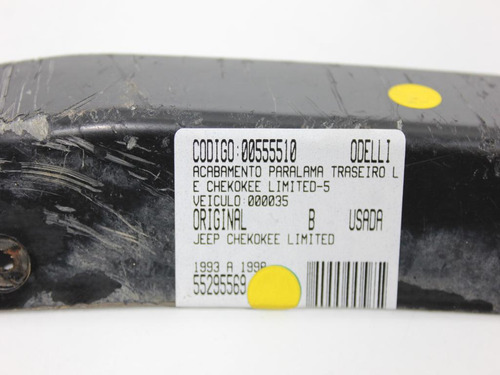 CODIGO:00555510 ODELLI
ACABAMENTO PARALAMA TRASEIRO L
E CHEKOKEE LIMITED-5
VEICULO:000035
ORIGINAL B USADA
JEEP CHEKOKEE LIMITED
1993 A 1998
55295569